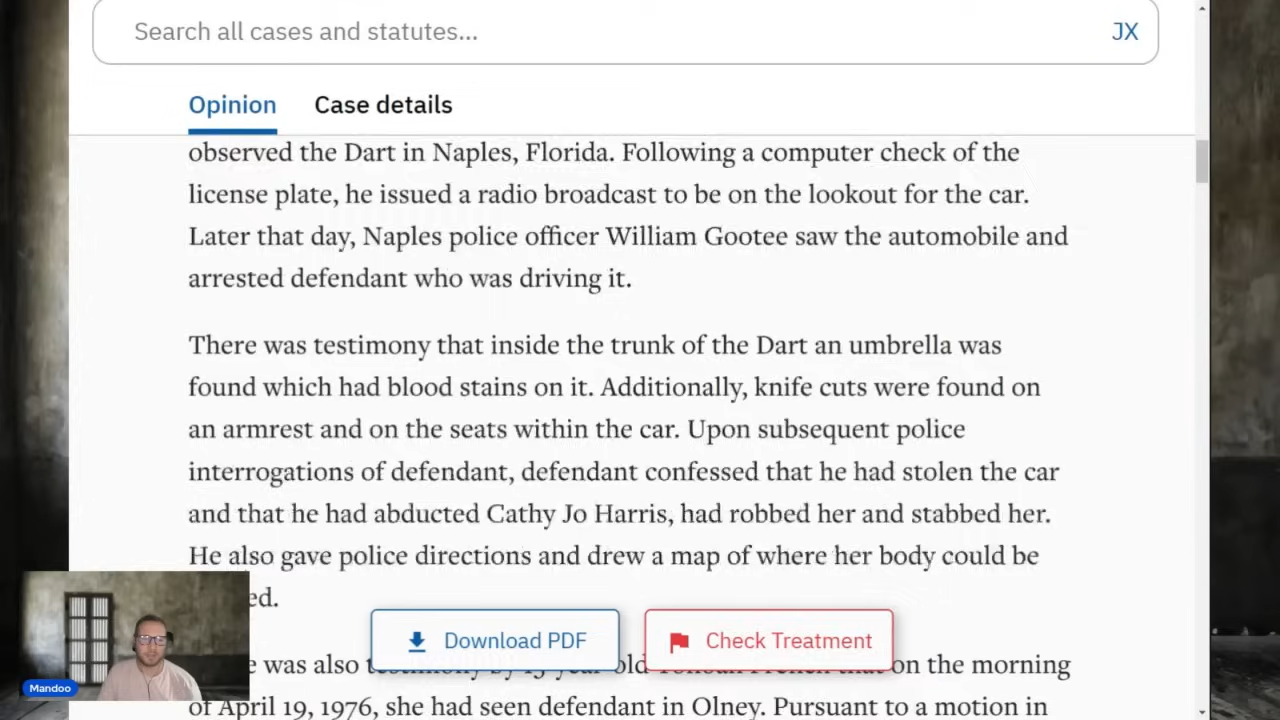 Search all cases and statutes...
JX
Opinion
Case details
observed the Dart in Naples, Florida. Following a computer check of the
license plate, he issued a radio broadcast to be on the lookout for the car.
Later that day, Naples police officer William Gootee saw the automobile and
arrested defendant who was driving it.
There was testimony that inside the trunk of the Dart an umbrella was
found which had blood stains on it. Additionally, knife cuts were found on
an armrest and on the seats within the car. Upon subsequent police
interrogations of defendant, defendant confessed that he had stolen the car
and that he had abducted Cathy Jo Harris, had robbed her and stabbed her.
He also gave police directions and drew a map of where her body could be
ed.
Download PDF
Check Treatment
e was also testimony by 13-year-old French that on the morning
of April 19, 1976, she had seen defendant in Olney. Pursuant to a motion in
Mandoo